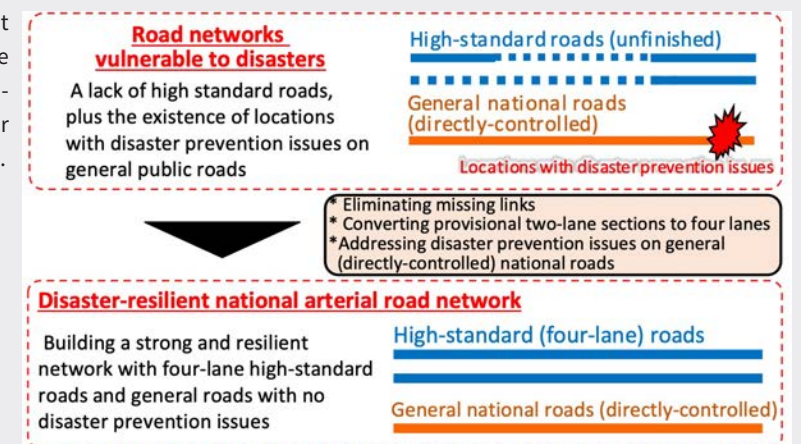 t
e
-
r
.
Road networks
vulnerable to disasters
A lack of high standard roads,
plus the existence of locations
with disaster prevention issues on
general public roads
High-standard roads (unfinished)
General national roads
(directly-controlled)
Locations with disaster prevention issues
* Eliminating missing links
* Converting provisional two-lane sections to four lanes
*Addressing disaster prevention issues on general
(directly-controlled) national roads
Disaster-resilient national arterial road network
Building a strong and resilient
network with four-lane high-standard
roads and general roads with no
disaster prevention issues
High-standard (four-lane) roads
General national roads (directly-controlled)